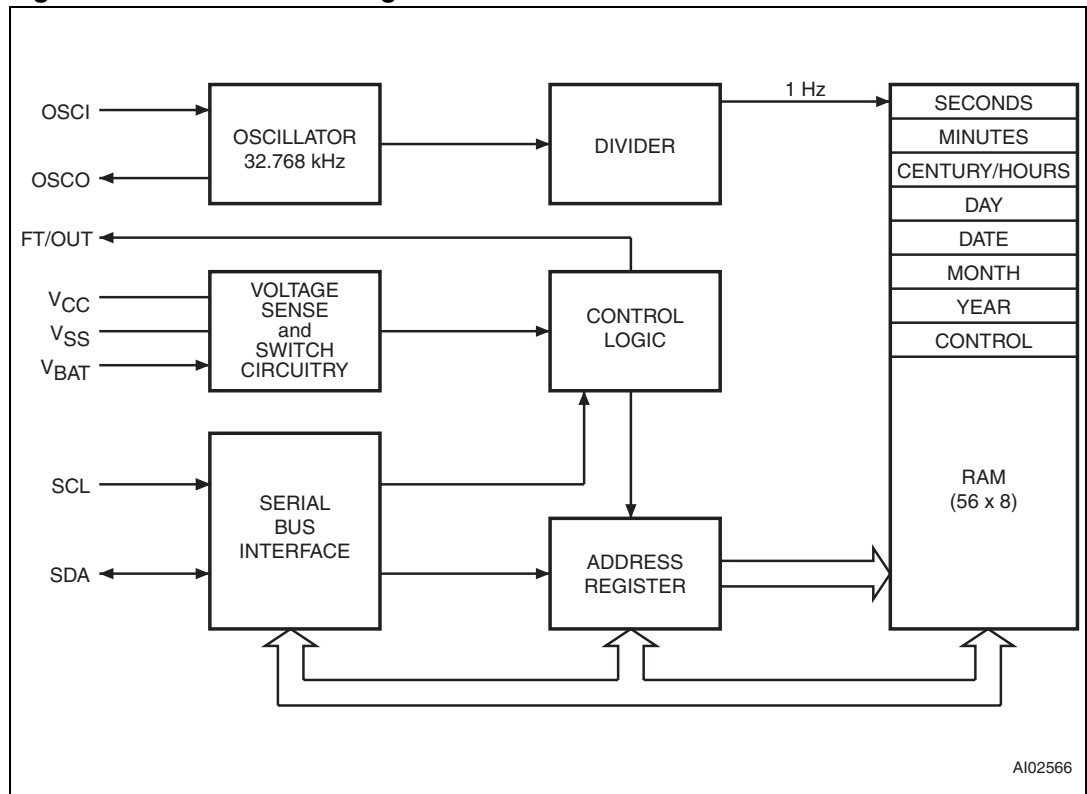 OSCI
OSCO
FT/OUT
VCC
VSS
VBAT
SCL
SDA
OSCILLATOR
32.768 kHz
DIVIDER
1 Hz
VOLTAGE
SENSE
and
SWITCH
CIRCUITRY
CONTROL
LOGIC
SERIAL
BUS
INTERFACE
ADDRESS
REGISTER
SECONDS
MINUTES
CENTURY/HOURS
DAY
DATE
MONTH
YEAR
CONTROL
RAM
(56 x 8)
AI02566